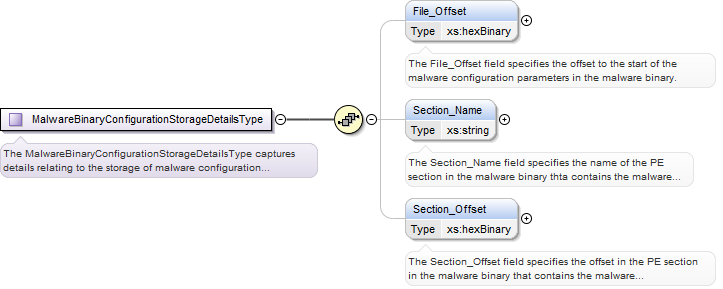 File_Offset
Type xs:hexBinary
The File_Offset field specifies the offset to the start of the
malware configuration parameters in the malware binary.
MalwareBinaryConfigurationStorageDetailsType
The MalwareBinaryConfigurationStorageDetailsType captures
details relating to the storage of malware configuration...
Section_Name
Type xs:string
The Section_Name field specifies the name of the PE
section in the malware binary thta contains the malware...
Section_Offset
Type xs:hexBinary
The Section_Offset field specifies the offset in the PE section
in the malware binary that contains the malware...